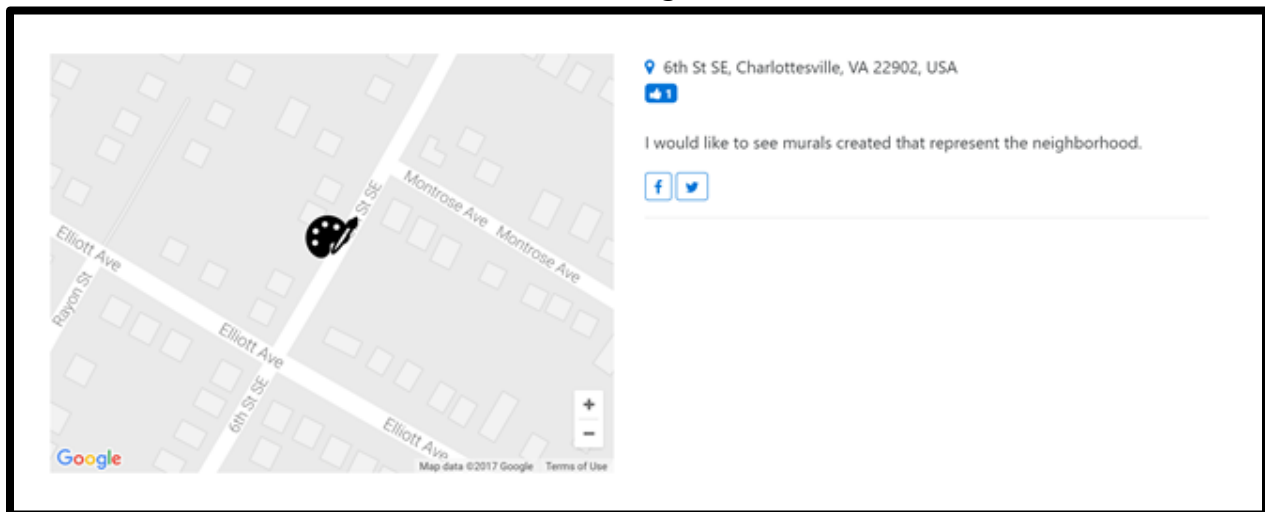 6th St SE, Charlottesville, VA 22902, USA
1
I would like to see murals created that represent the neighborhood.
St SE
Montrose Ave
Montrose Ave
Elliott Ave
Rayon St
Elliott Ave
6th St SE
Elliott Ave
+
−
Google
Map data ©2017 Google
Terms of Use